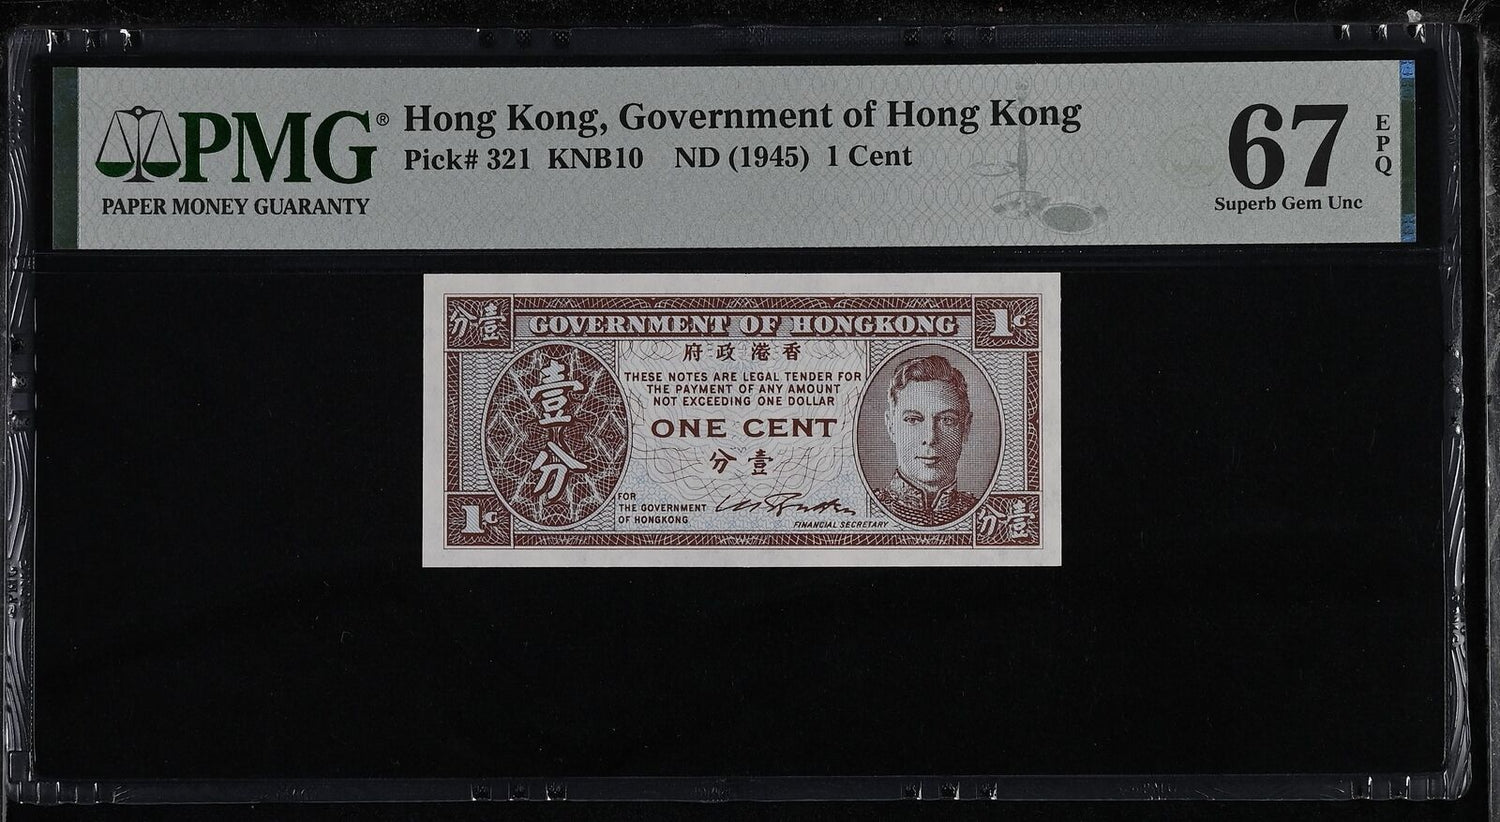 PMG®
PAPER MONEY GUARANTY
Hong Kong, Government of Hong Kong
Pick# 321 KNB10 ND (1945) 1 Cent
67
EPQ
Superb Gem Unc
分壹
GOVERNMENT OF HONGKONG
1c
府政港香
THESE NOTES ARE LEGAL TENDER FOR
THE PAYMENT OF ANY AMOUNT
NOT EXCEEDING ONE DOLLAR
壹分
ONE CENT
分壹
FOR
THE GOVERNMENT
OF HONGKONG
FINANCIAL SECRETARY
1c
分壹